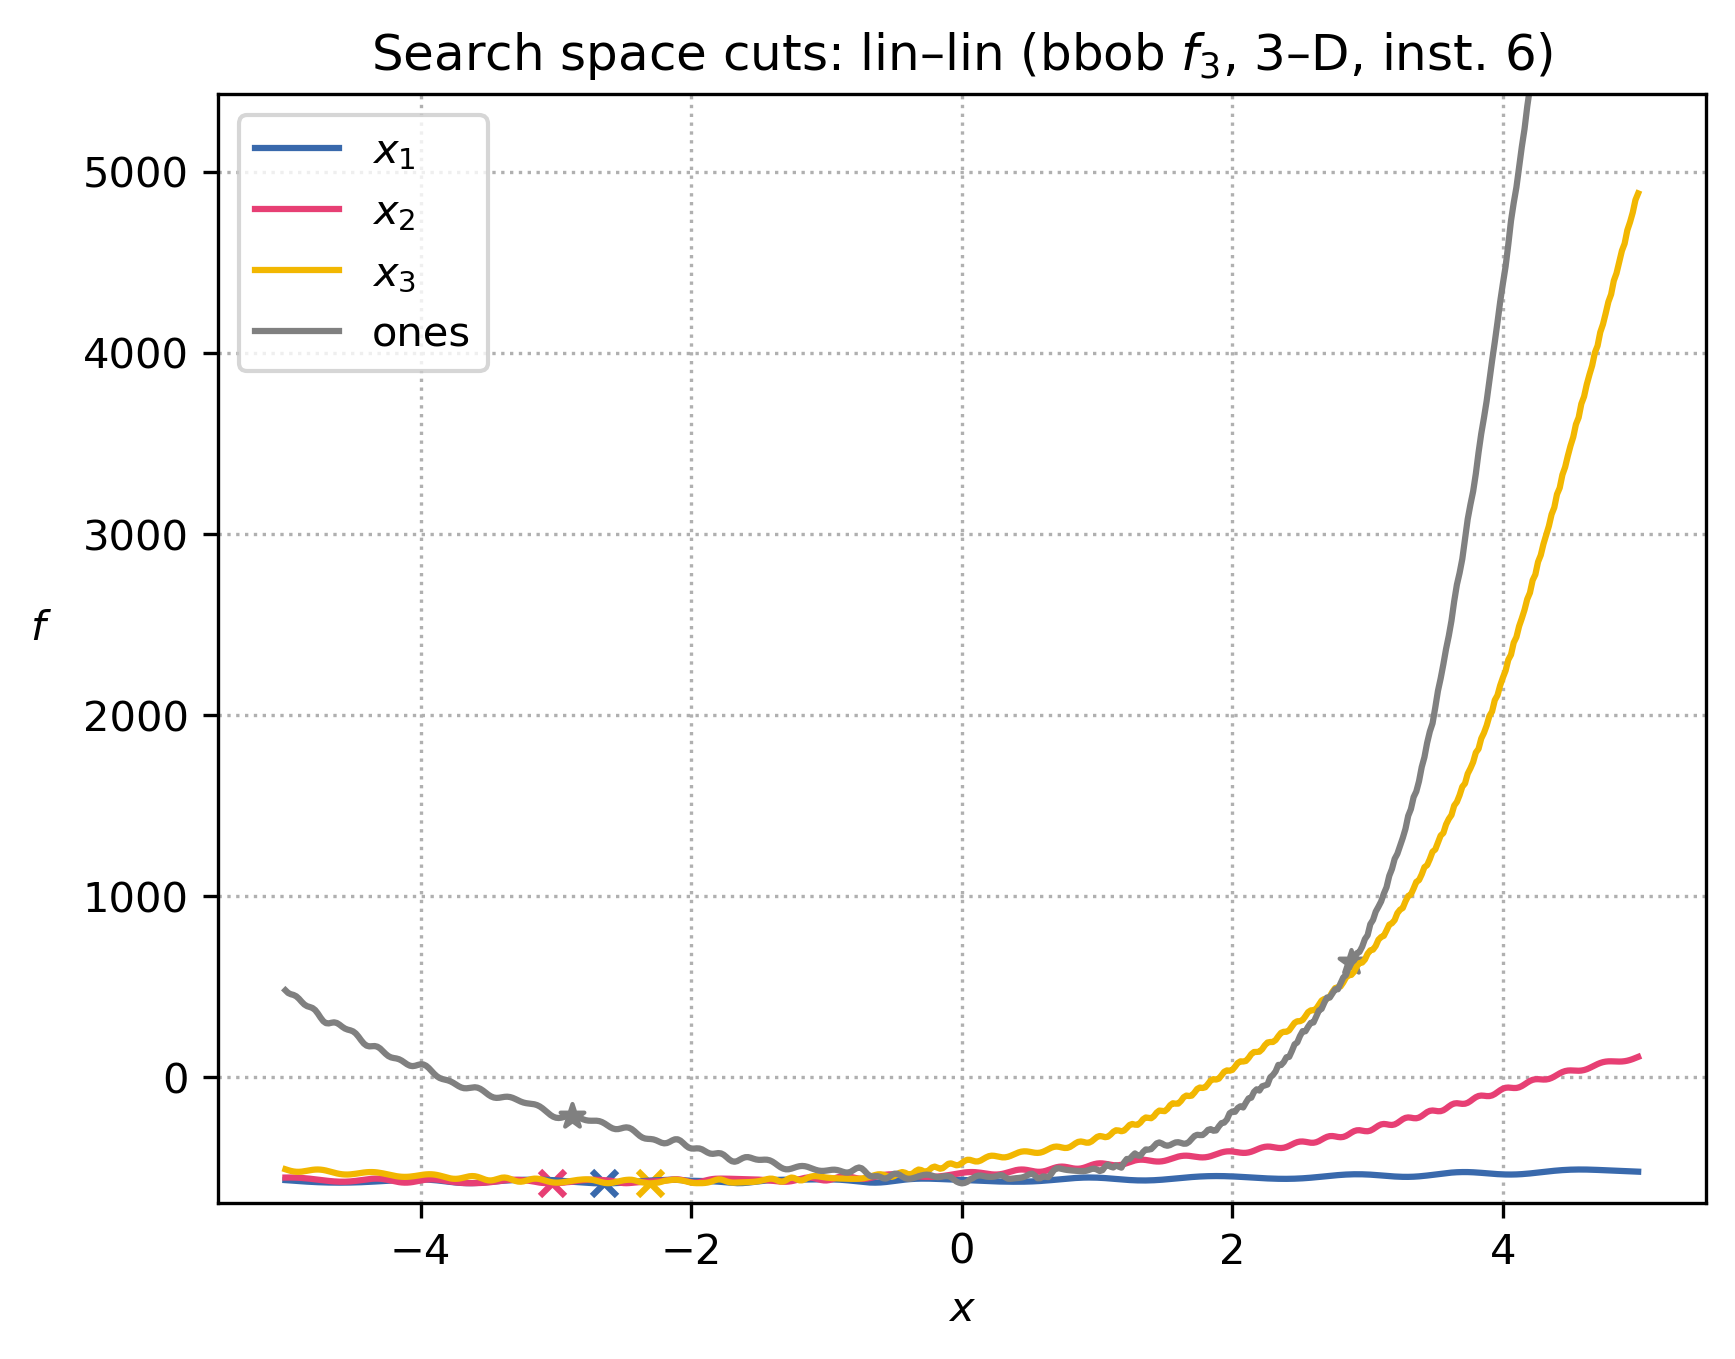 Search space cuts: lin–lin (bbob f₃, 3–D, inst. 6)
x₁
x₂
x₃
ones
5000
4000
3000
2000
1000
0
f
−4 −2 0 2 4
x